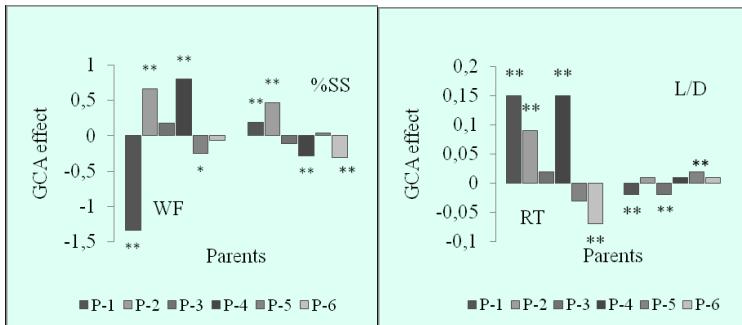 GCA effect
1
0,5
0
-0,5
-1
-1,5
** ** ** * ** ** ** **
%SS
WF
Parents
P-1 P-2 P-3 P-4 P-5 P-6
GCA effect
0,2
0,15
0,1
0,05
0
-0,05
-0,1
** ** ** ** ** ** **
L/D
RT
Parents
P-1 P-2 P-3 P-4 P-5 P-6